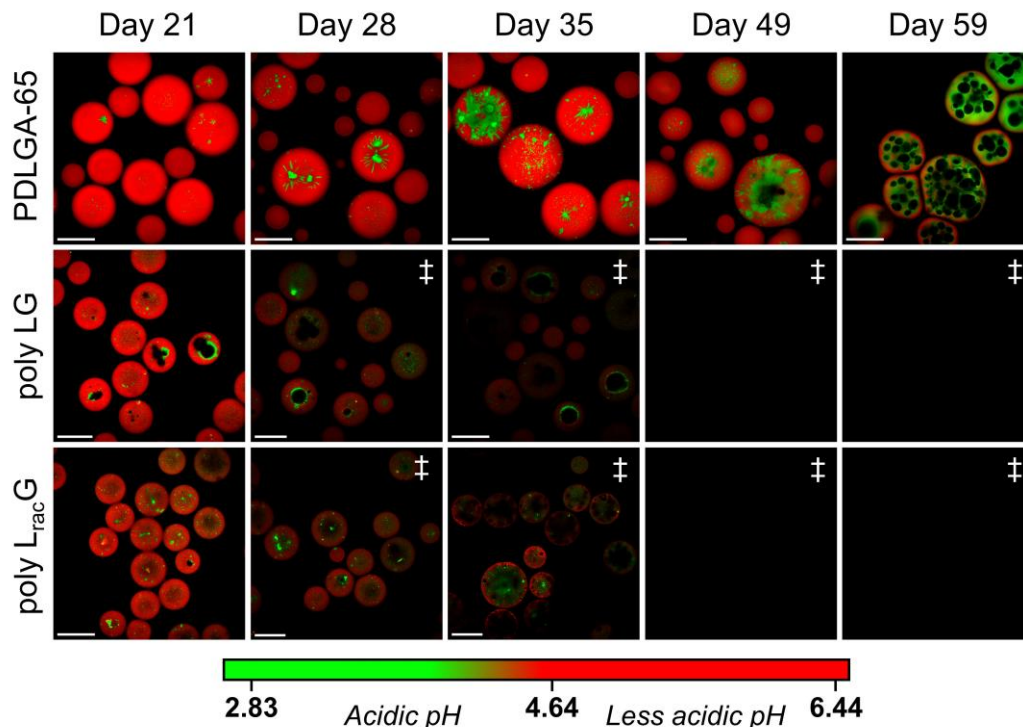 Day 21 Day 28 Day 35 Day 49 Day 59
PDLGA-65
poly LG
‡ ‡ ‡ ‡
poly LracG
‡ ‡ ‡ ‡
2.83 Acidic pH 4.64 Less acidic pH 6.44